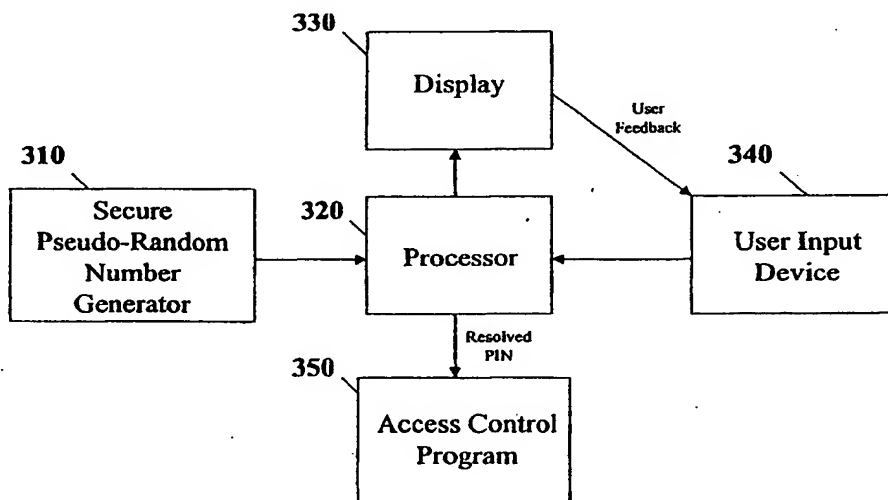 330
Display
User
Feedback
310
340
Secure
Pseudo-Random
Number
Generator
320
Processor
User Input
Device
Resolved
PIN
350
Access Control
Program